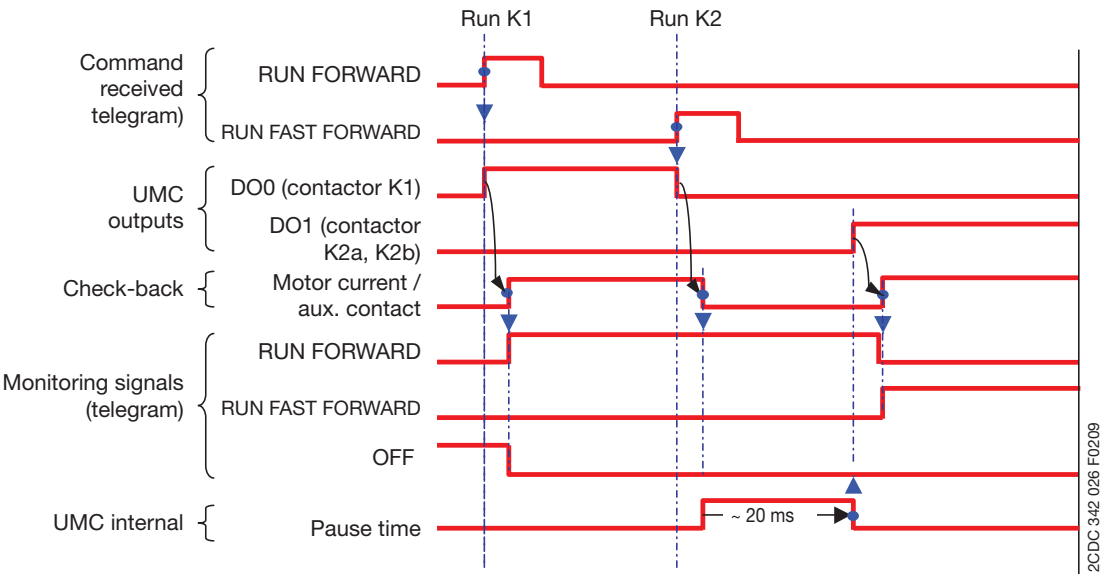 Run K1
Run K2
Command
received
telegram)
RUN FORWARD
RUN FAST FORWARD
UMC
outputs
DO0 (contactor K1)
DO1 (contactor
K2a, K2b)
Check-back
Motor current /
aux. contact
Monitoring signals
(telegram)
RUN FORWARD
RUN FAST FORWARD
OFF
UMC internal
Pause time
~ 20 ms
2CDC 342 026 F0209